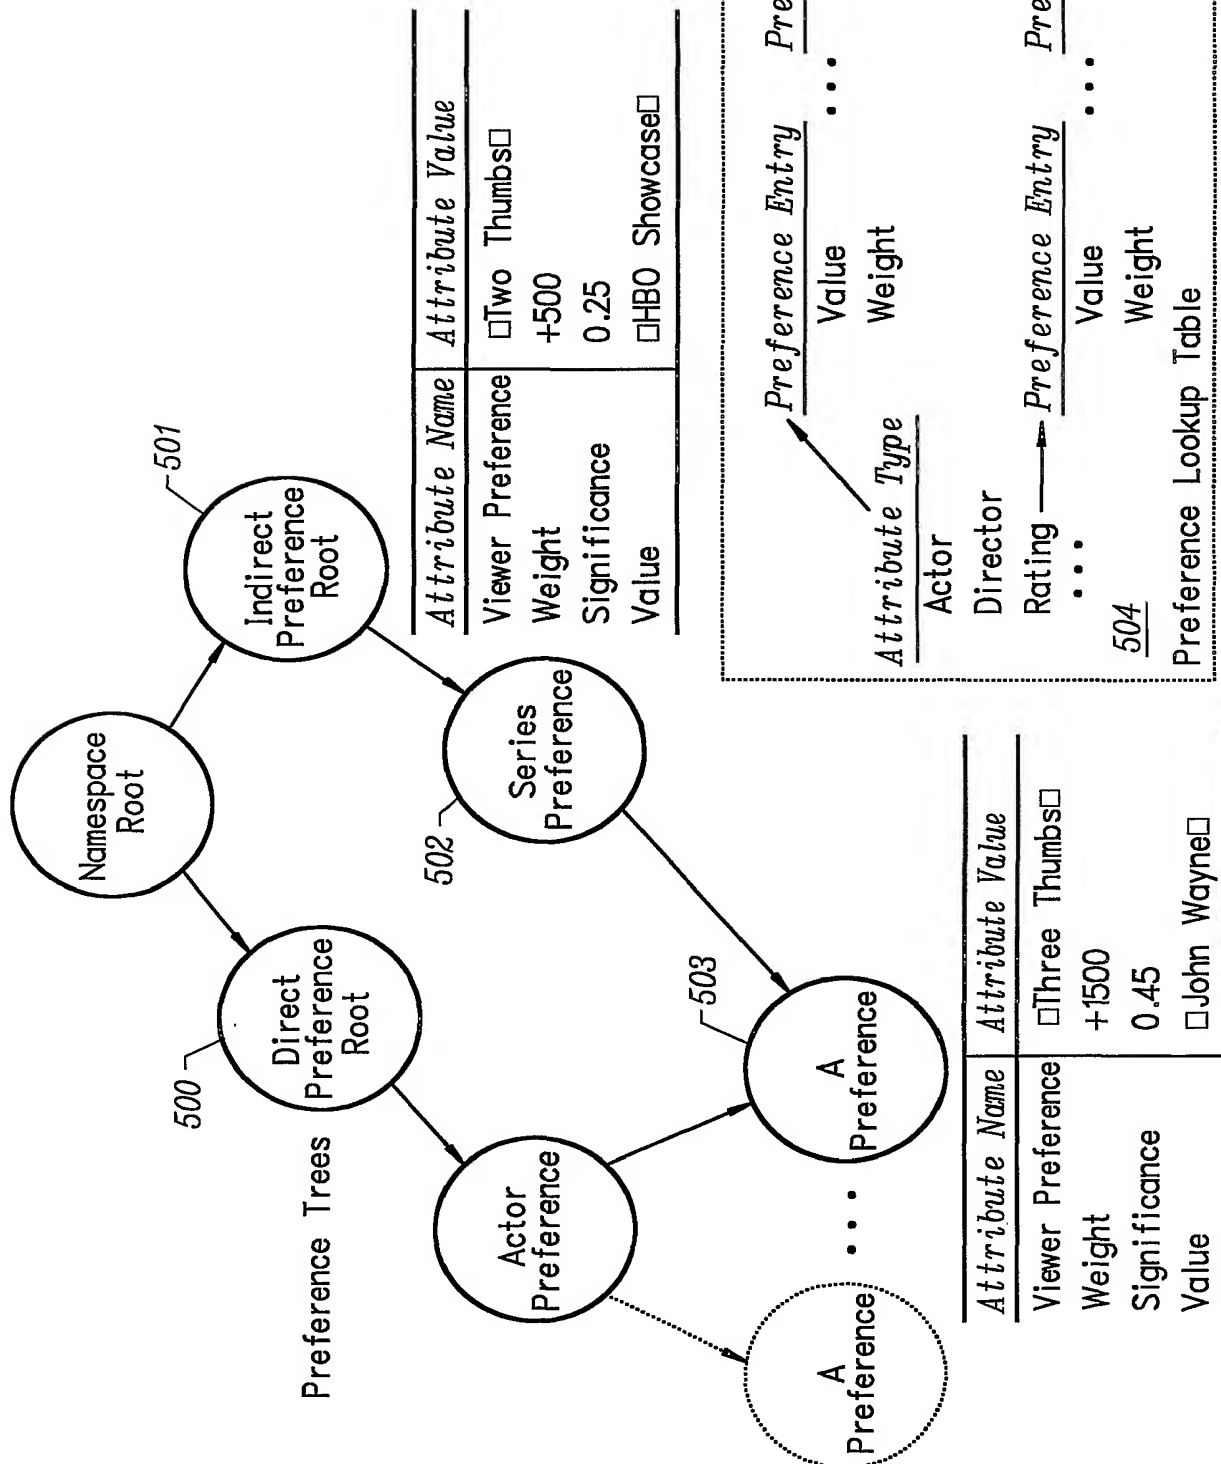 Preference Trees
Namespace
Root
500
Direct
Preference
Root
501
Indirect
Preference
Root
Actor
Preference
502
Series
Preference
A
Preference
• • •
503
A
Preference
Attribute Name Attribute Value
Viewer Preference □Two Thumbs□
Weight +500
Significance 0.25
Value □HBO Showcase□
Attribute Name Attribute Value
Viewer Preference □Three Thumbs□
Weight +1500
Significance 0.45
Value □John Wayne□
Preference Entry Pre
Value • • •
Weight
Attribute Type
Actor
Director
Rating Preference Entry Pre
• • • Value • • •
504 Weight
Preference Lookup Table